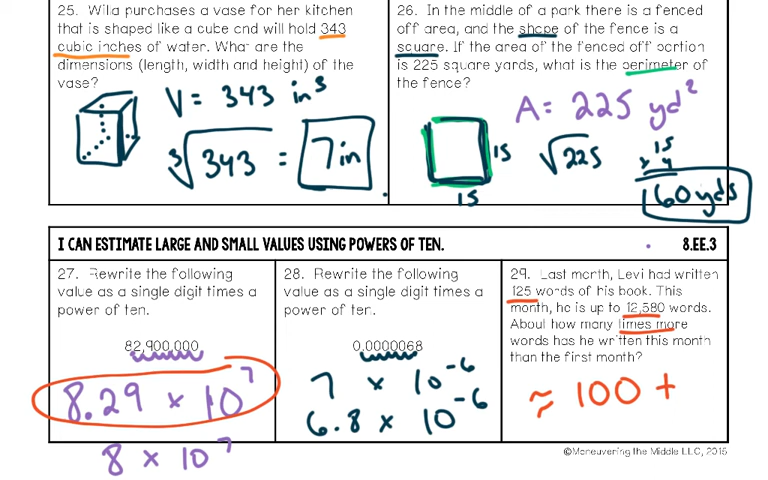 25. Willa purchases a vase for her kitchen
that is shaped like a cube and will hold 343
cubic inches of water. What are the
dimensions (length, width and height) of the
vase?
V = 343 in³
∛343 = 7 in
26. In the middle of a park there is a fenced
off area, and the shape of the fence is a
square. If the area of the fenced off portion
is 225 square yards, what is the perimeter of
the fence?
A = 225 yd²
15
15
√225
15
x 4
60 yds
I CAN ESTIMATE LARGE AND SMALL VALUES USING POWERS OF TEN. 8.EE.3
27. Rewrite the following
value as a single digit times a
power of ten.
82,900,000
8.29 x 10⁷
8 x 10⁷
28. Rewrite the following
value as a single digit times a
power of ten.
0.0000068
7 x 10⁻⁶
6.8 x 10⁻⁶
29. Last month, Levi had written
125 words of his book. This
month, he is up to 12,580 words.
About how many times more
words has he written this month
than the first month?
≈ 100 +
©Maneuvering the Middle LLC, 2015